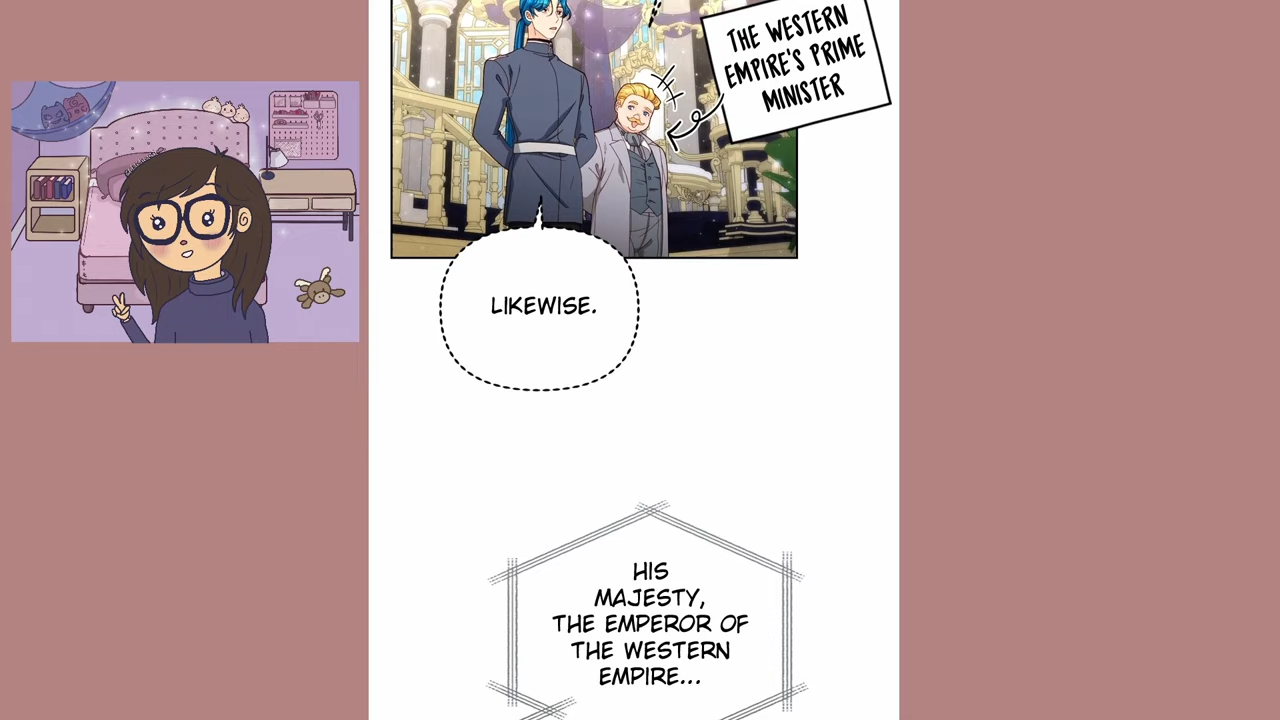 THE WESTERN
EMPIRE'S PRIME
MINISTER
LIKEWISE.
HIS
MAJESTY,
THE EMPEROR OF
THE WESTERN
EMPIRE...